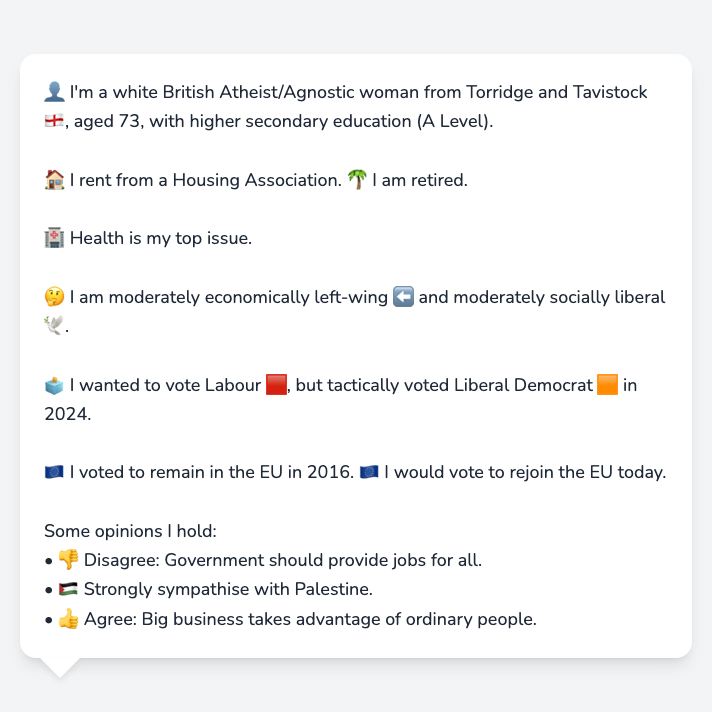 👤 I'm a white British Atheist/Agnostic woman from Torridge and Tavistock
🏴󠁧󠁢󠁥󠁮󠁧󠁿, aged 73, with higher secondary education (A Level).
🏠 I rent from a Housing Association. 🌴 I am retired.
🏥 Health is my top issue.
🤔 I am moderately economically left-wing ⬅️ and moderately socially liberal
🕊️.
🗳️ I wanted to vote Labour 🟥, but tactically voted Liberal Democrat 🟧 in
2024.
🇪🇺 I voted to remain in the EU in 2016. 🇪🇺 I would vote to rejoin the EU today.
Some opinions I hold:
• 👎 Disagree: Government should provide jobs for all.
• 🇵🇸 Strongly sympathise with Palestine.
• 👍 Agree: Big business takes advantage of ordinary people.